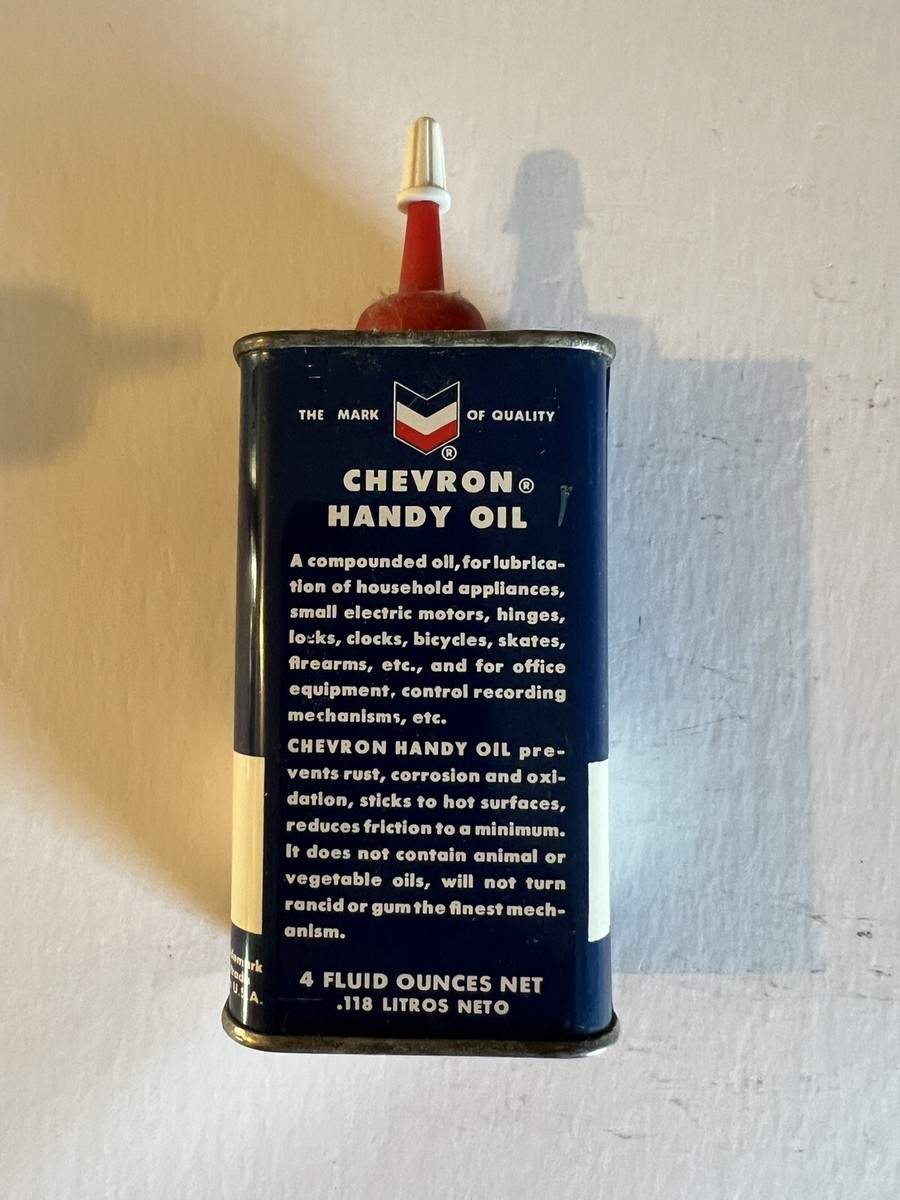 THE MARK OF QUALITY
®
CHEVRON®
HANDY OIL
A compounded oil, for lubrica-
tion of household appliances,
small electric motors, hinges,
locks, clocks, bicycles, skates,
firearms, etc., and for office
equipment, control recording
mechanisms, etc.
CHEVRON HANDY OIL pre-
vents rust, corrosion and oxi-
dation, sticks to hot surfaces,
reduces friction to a minimum.
It does not contain animal or
vegetable oils, will not turn
rancid or gum the finest mech-
anism.
4 FLUID OUNCES NET
.118 LITROS NETO
U.S.A.